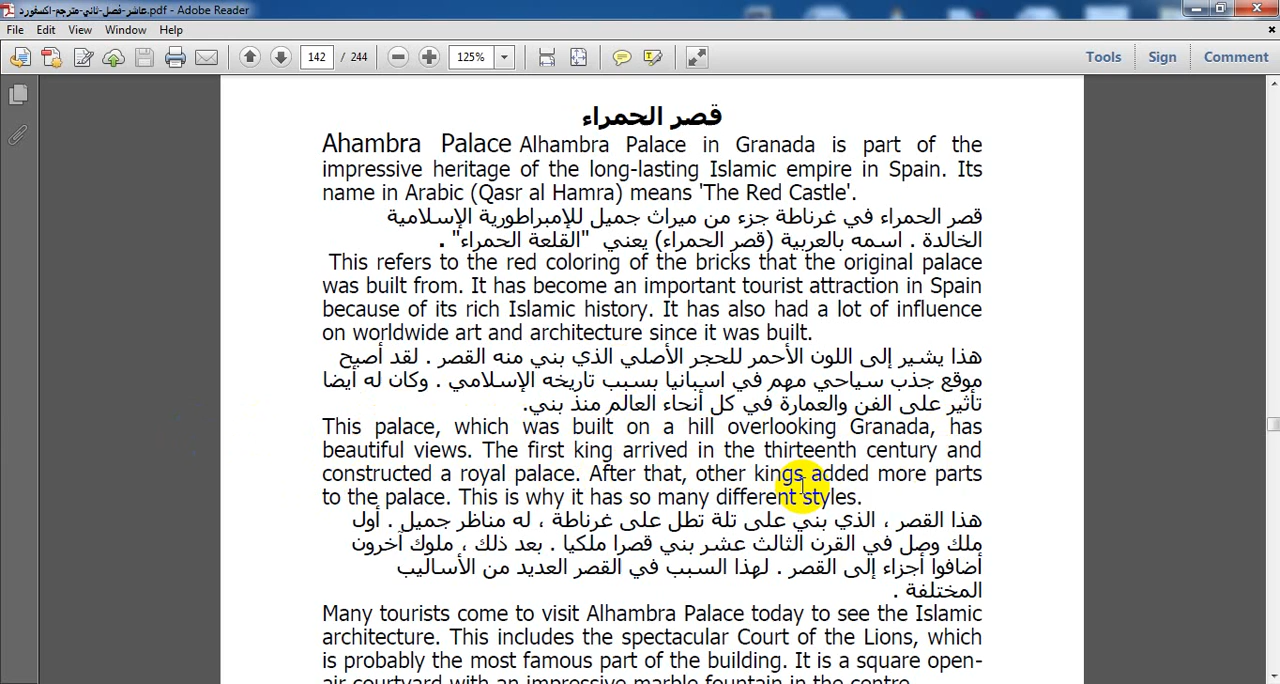 عاشر-فصل-ثاني-مترجم-اكسفورد.pdf - Adobe Reader
File Edit View Window Help
142 / 244 125% Tools Sign Comment
قصر الحمراء
Ahambra Palace Alhambra Palace in Granada is part of the
impressive heritage of the long-lasting Islamic empire in Spain. Its
name in Arabic (Qasr al Hamra) means 'The Red Castle'.
قصر الحمراء في غرناطة جزء من ميراث جميل للإمبراطورية الإسلامية
الخالدة . اسمه بالعربية (قصر الحمراء) يعني "القلعة الحمراء" .
This refers to the red coloring of the bricks that the original palace
was built from. It has become an important tourist attraction in Spain
because of its rich Islamic history. It has also had a lot of influence
on worldwide art and architecture since it was built.
هذا يشير إلى اللون الأحمر للحجر الأصلي الذي بني منه القصر . لقد أصبح
موقع جذب سياحي مهم في اسبانيا بسبب تاريخه الإسلامي . وكان له أيضا
تأثير على الفن والعمارة في كل أنحاء العالم منذ بني.
This palace, which was built on a hill overlooking Granada, has
beautiful views. The first king arrived in the thirteenth century and
constructed a royal palace. After that, other kings added more parts
to the palace. This is why it has so many different styles.
هذا القصر ، الذي بني على تلة تطل على غرناطة ، له مناظر جميل . أول
ملك وصل في القرن الثالث عشر بني قصرا ملكيا . بعد ذلك ، ملوك آخرون
أضافوا أجزاء إلى القصر . لهذا السبب في القصر العديد من الأساليب
المختلفة .
Many tourists come to visit Alhambra Palace today to see the Islamic
architecture. This includes the spectacular Court of the Lions, which
is probably the most famous part of the building. It is a square open-
air courtyard with an impressive marble fountain in the centre.